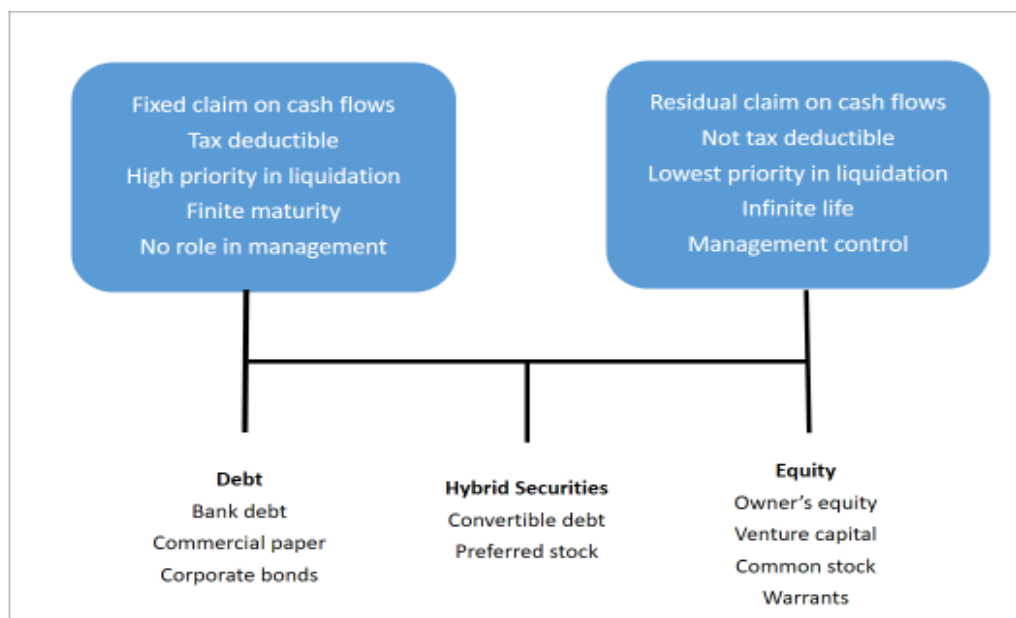 Fixed claim on cash flows
Tax deductible
High priority in liquidation
Finite maturity
No role in management
Residual claim on cash flows
Not tax deductible
Lowest priority in liquidation
Infinite life
Management control
Debt
Bank debt
Commercial paper
Corporate bonds
Hybrid Securities
Convertible debt
Preferred stock
Equity
Owner’s equity
Venture capital
Common stock
Warrants